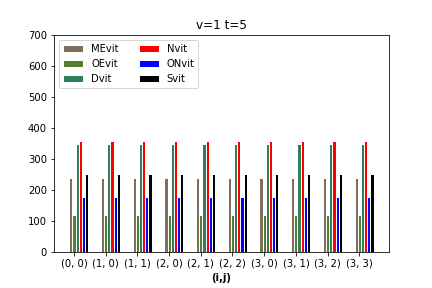 v=1 t=5
700
600
500
400
300
200
100
0
MEvit Nvit
OEvit ONvit
Dvit Svit
(0, 0) (1, 0) (1, 1) (2, 0) (2, 1) (2, 2) (3, 0) (3, 1) (3, 2) (3, 3)
(i,j)